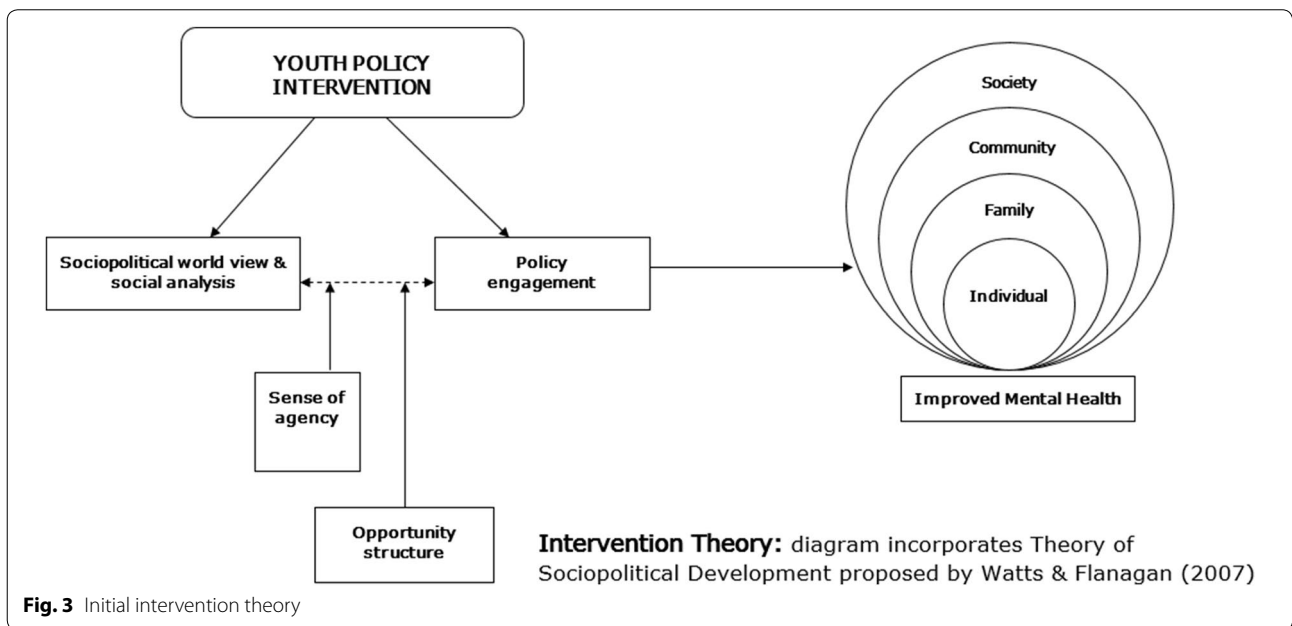 YOUTH POLICY
INTERVENTION
Society
Community
Family
Individual
Sociopolitical world view &
social analysis
Policy
engagement
Sense of
agency
Improved Mental Health
Opportunity
structure
Intervention Theory: diagram incorporates Theory of
Sociopolitical Development proposed by Watts & Flanagan (2007)
Fig. 3 Initial intervention theory